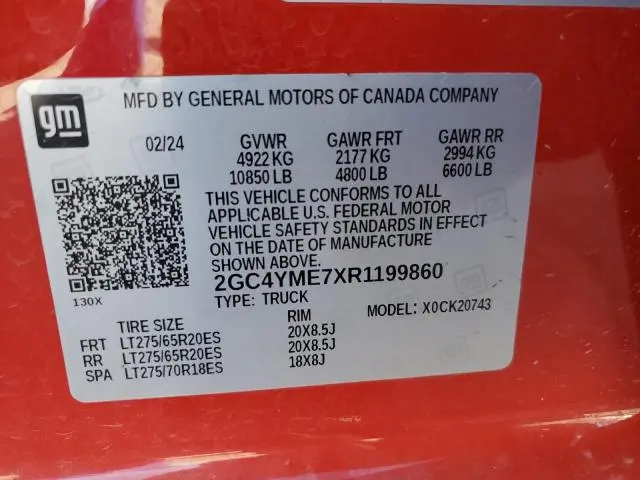 gm
MFD BY GENERAL MOTORS OF CANADA COMPANY
02/24 GVWR GAWR FRT GAWR RR
4922 KG 2177 KG 2994 KG
10850 LB 4800 LB 6600 LB
THIS VEHICLE CONFORMS TO ALL
APPLICABLE U.S. FEDERAL MOTOR
VEHICLE SAFETY STANDARDS IN EFFECT
ON THE DATE OF MANUFACTURE
SHOWN ABOVE.
2GC4YME7XR1199860
130X
TYPE: TRUCK MODEL: X0CK20743
TIRE SIZE RIM
FRT LT275/65R20ES 20X8.5J
RR LT275/65R20ES 20X8.5J
SPA LT275/70R18ES 18X8J